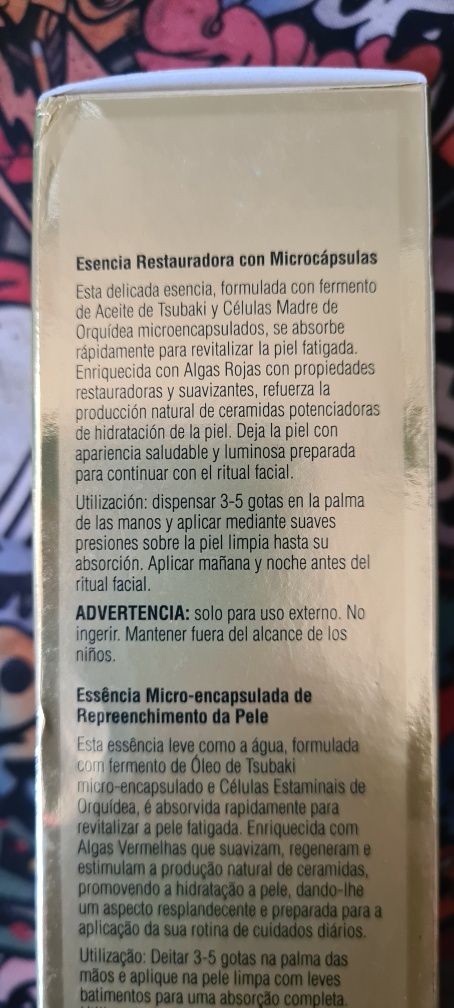 Esencia Restauradora con Microcápsulas
Esta delicada esencia, formulada con fermento
de Aceite de Tsubaki y Células Madre de
Orquídea microencapsulados, se absorbe
rápidamente para revitalizar la piel fatigada.
Enriquecida con Algas Rojas con propiedades
restauradoras y suavizantes, refuerza la
producción natural de ceramidas potenciadoras
de hidratación de la piel. Deja la piel con
apariencia saludable y luminosa preparada
para continuar con el ritual facial.
Utilización: dispensar 3-5 gotas en la palma
de las manos y aplicar mediante suaves
presiones sobre la piel limpia hasta su
absorción. Aplicar mañana y noche antes del
ritual facial.
ADVERTENCIA: solo para uso externo. No
ingerir. Mantener fuera del alcance de los
niños.
Essência Micro-encapsulada de
Repreenchimento da Pele
Esta essência leve como a água, formulada
com fermento de Óleo de Tsubaki
micro-encapsulado e Células Estaminais de
Orquídea, é absorvida rapidamente para
revitalizar a pele fatigada. Enriquecida com
Algas Vermelhas que suavizam, regeneram e
estimulam a produção natural de ceramidas,
promovendo a hidratação a pele, dando-lhe
um aspecto resplandecente e preparada para a
aplicação da sua rotina de cuidados diários.
Utilização: Deitar 3-5 gotas na palma das
mãos e aplique na pele limpa com leves
batimentos para uma absorção completa.